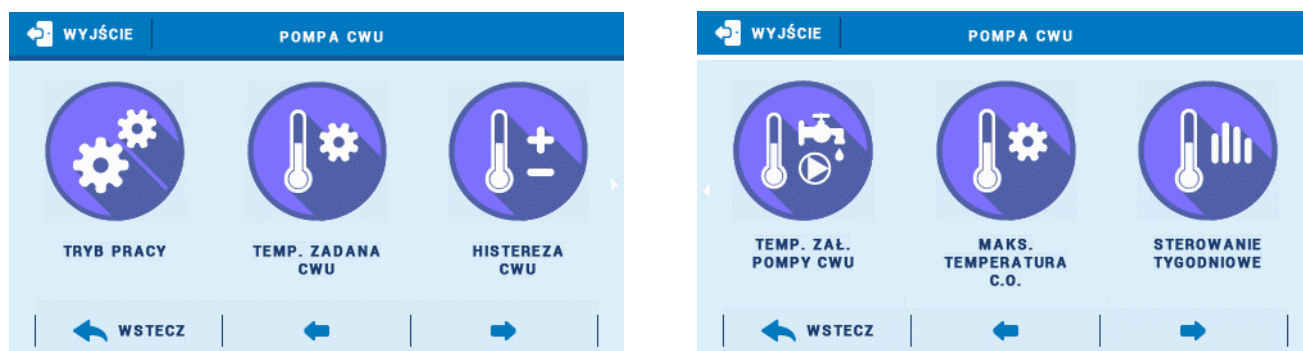 WYJŚCIE
POMPA CWU
TRYB PRACY
TEMP. ZADANA
CWU
HISTEREZA
CWU
WSTECZ
WYJŚCIE
POMPA CWU
TEMP. ZAŁ.
POMPY CWU
MAKS.
TEMPERATURA
C.O.
STEROWANIE
TYGODNIOWE
WSTECZ